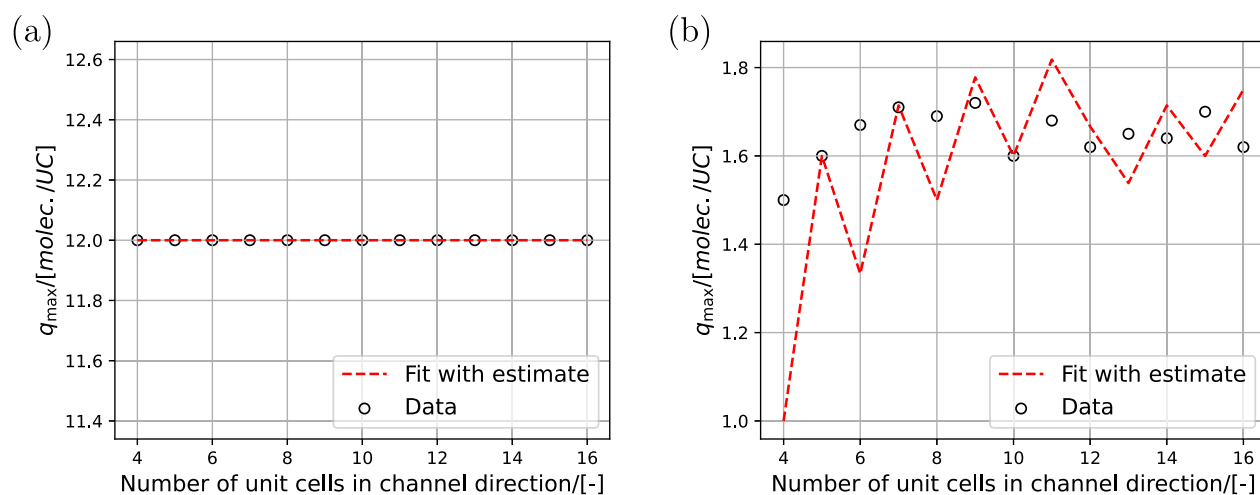 (a)
12.6
12.4
12.2
12.0
11.8
11.6
11.4
q_max/[molec./UC]
4 6 8 10 12 14 16
Number of unit cells in channel direction/[-]
Fit with estimate
Data
(b)
1.8
1.6
1.4
1.2
1.0
q_max/[molec./UC]
4 6 8 10 12 14 16
Number of unit cells in channel direction/[-]
Fit with estimate
Data